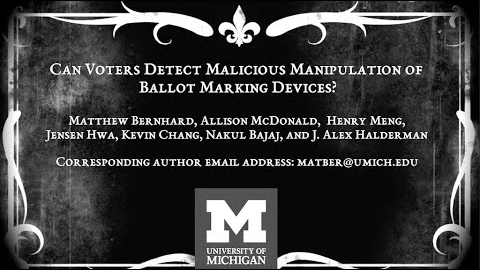 Can Voters Detect Malicious Manipulation of
Ballot Marking Devices?
Matthew Bernhard, Allison McDonald, Henry Meng,
Jensen Hwa, Kevin Chang, Nakul Bajaj, and J. Alex Halderman
Corresponding author email address: matber@umich.edu
M
UNIVERSITY OF
MICHIGAN